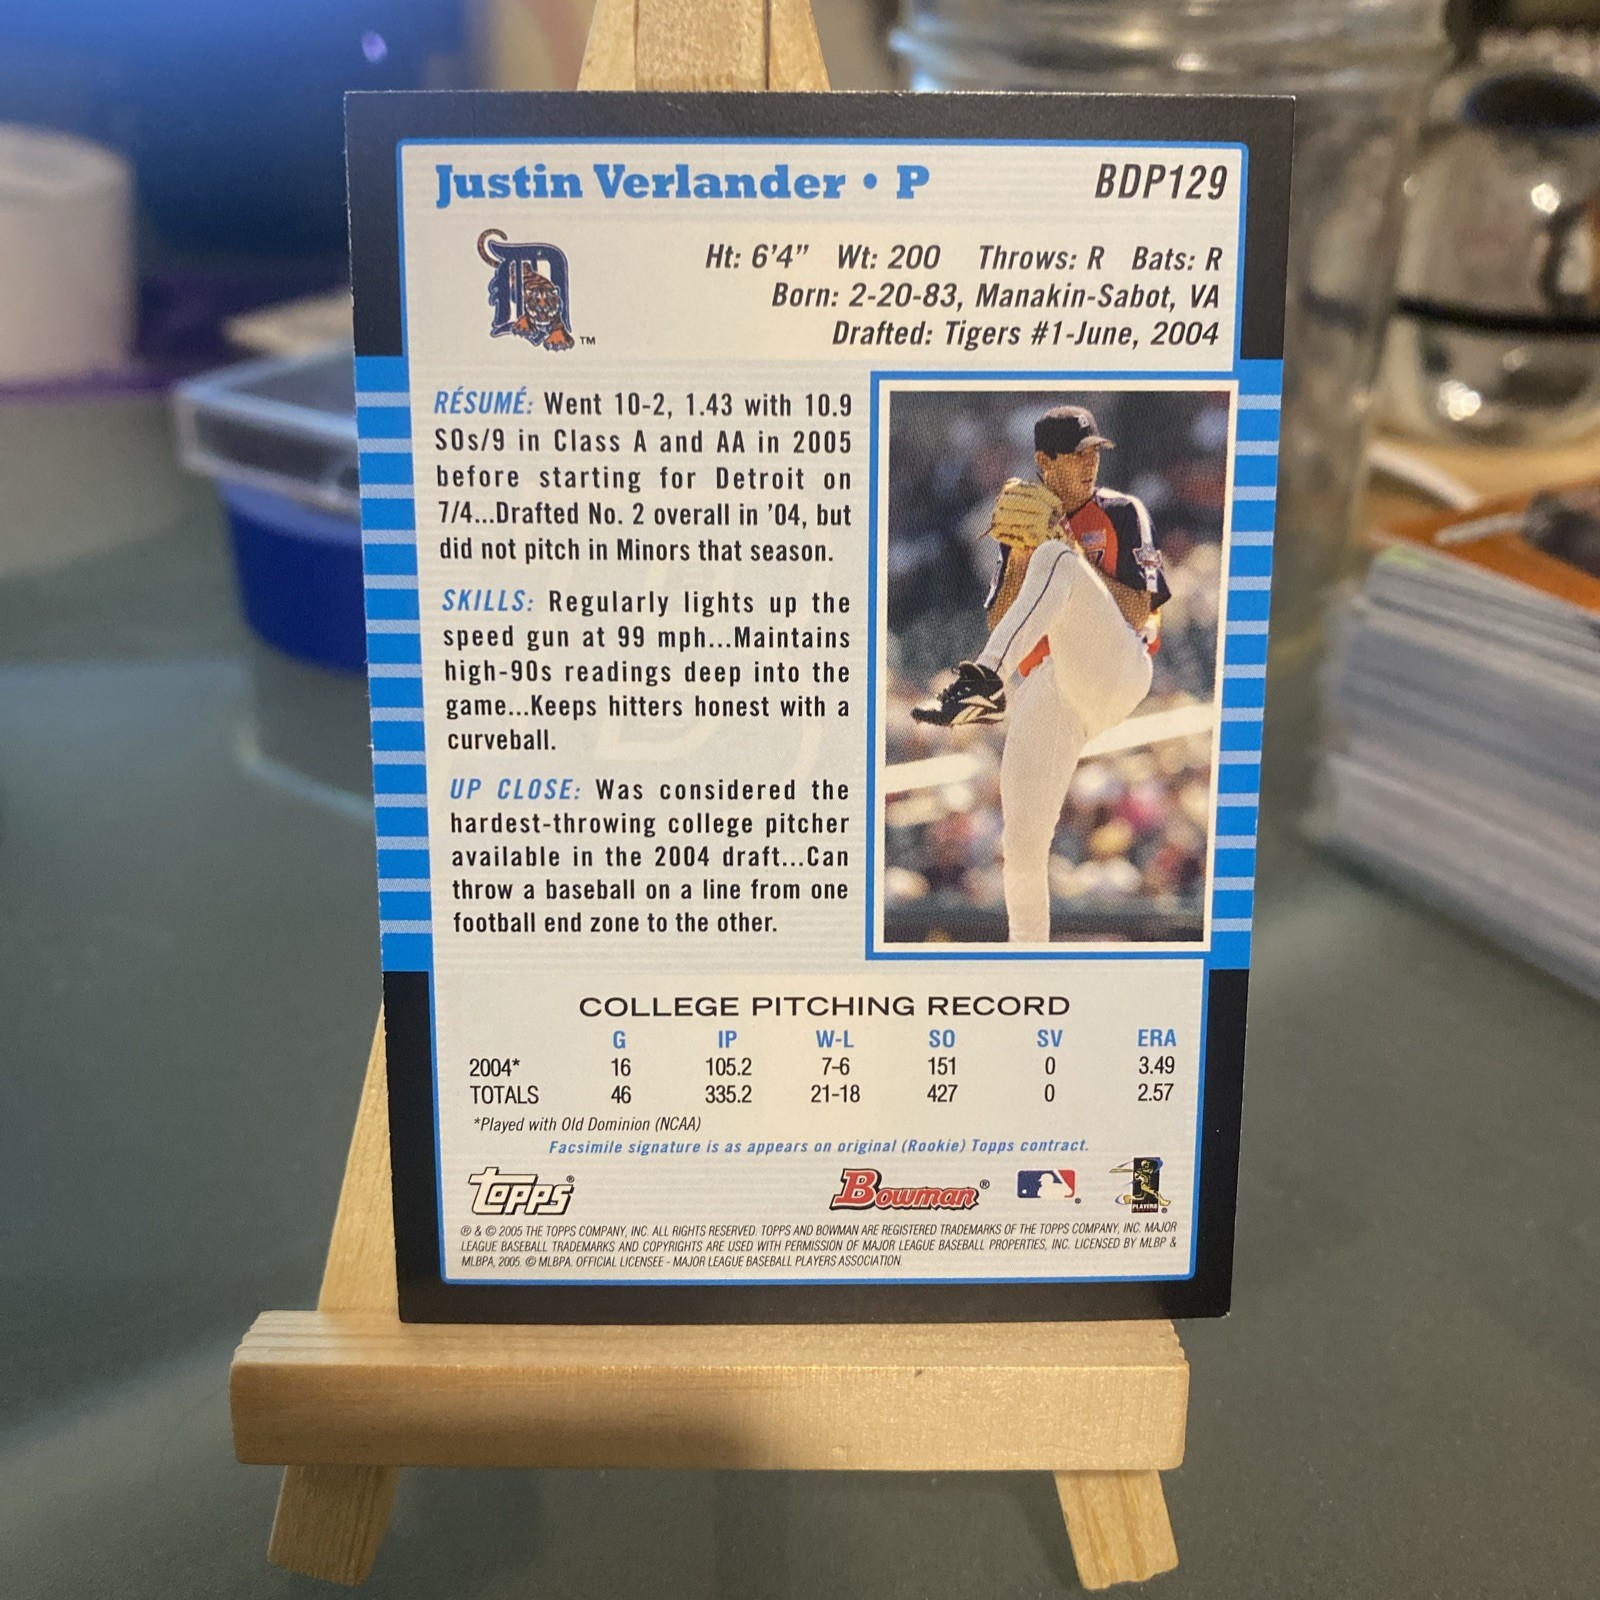 Justin Verlander • P
BDP129
Ht: 6'4” Wt: 200 Throws: R Bats: R
Born: 2-20-83, Manakin-Sabot, VA
Drafted: Tigers #1-June, 2004
™
RÉSUMÉ: Went 10-2, 1.43 with 10.9
SOs/9 in Class A and AA in 2005
before starting for Detroit on
7/4...Drafted No. 2 overall in '04, but
did not pitch in Minors that season.
SKILLS: Regularly lights up the
speed gun at 99 mph...Maintains
high-90s readings deep into the
game...Keeps hitters honest with a
curveball.
UP CLOSE: Was considered the
hardest-throwing college pitcher
available in the 2004 draft...Can
throw a baseball on a line from one
football end zone to the other.
COLLEGE PITCHING RECORD
G IP W-L SO SV ERA
2004* 16 105.2 7-6 151 0 3.49
TOTALS 46 335.2 21-18 427 0 2.57
*Played with Old Dominion (NCAA)
Facsimile signature is as appears on original (Rookie) Topps contract.
Topps® Bowman® ® PLAYERS
® & © 2005 THE TOPPS COMPANY, INC. ALL RIGHTS RESERVED. TOPPS AND BOWMAN ARE REGISTERED TRADEMARKS OF THE TOPPS COMPANY, INC. MAJOR
LEAGUE BASEBALL TRADEMARKS AND COPYRIGHTS ARE USED WITH PERMISSION OF MAJOR LEAGUE BASEBALL PROPERTIES, INC. LICENSED BY MLBP &
MLBPA, 2005. © MLBPA. OFFICIAL LICENSEE - MAJOR LEAGUE BASEBALL PLAYERS ASSOCIATION